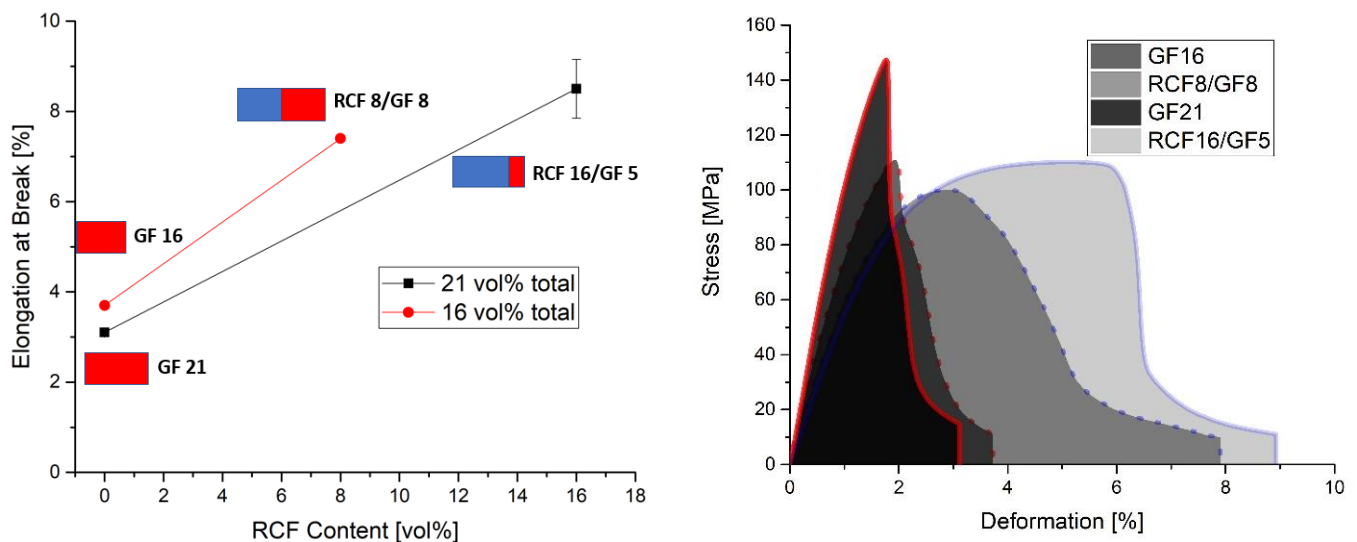 Elongation at Break [%]
10
8
6
4
2
0
0 2 4 6 8 10 12 14 16 18
RCF Content [vol%]
RCF 8/GF 8
RCF 16/GF 5
GF 16
GF 21
21 vol% total
16 vol% total
Stress [MPa]
160
140
120
100
80
60
40
20
0
0 2 4 6 8 10
Deformation [%]
GF16
RCF8/GF8
GF21
RCF16/GF5